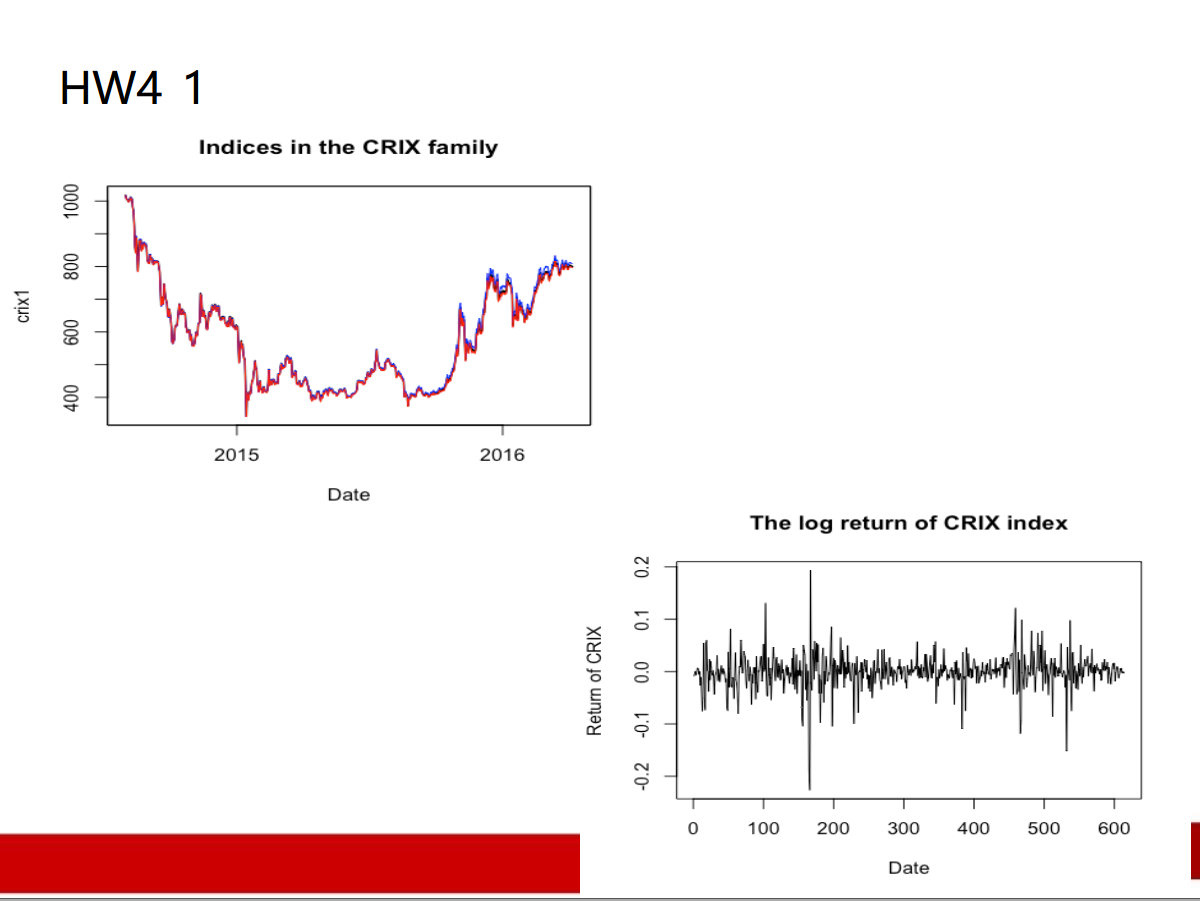 HW4 1
Indices in the CRIX family
crix1
1000
800
600
400
2015 2016
Date
The log return of CRIX index
Return of CRIX
0.2
0.1
0.0
-0.1
-0.2
0 100 200 300 400 500 600
Date